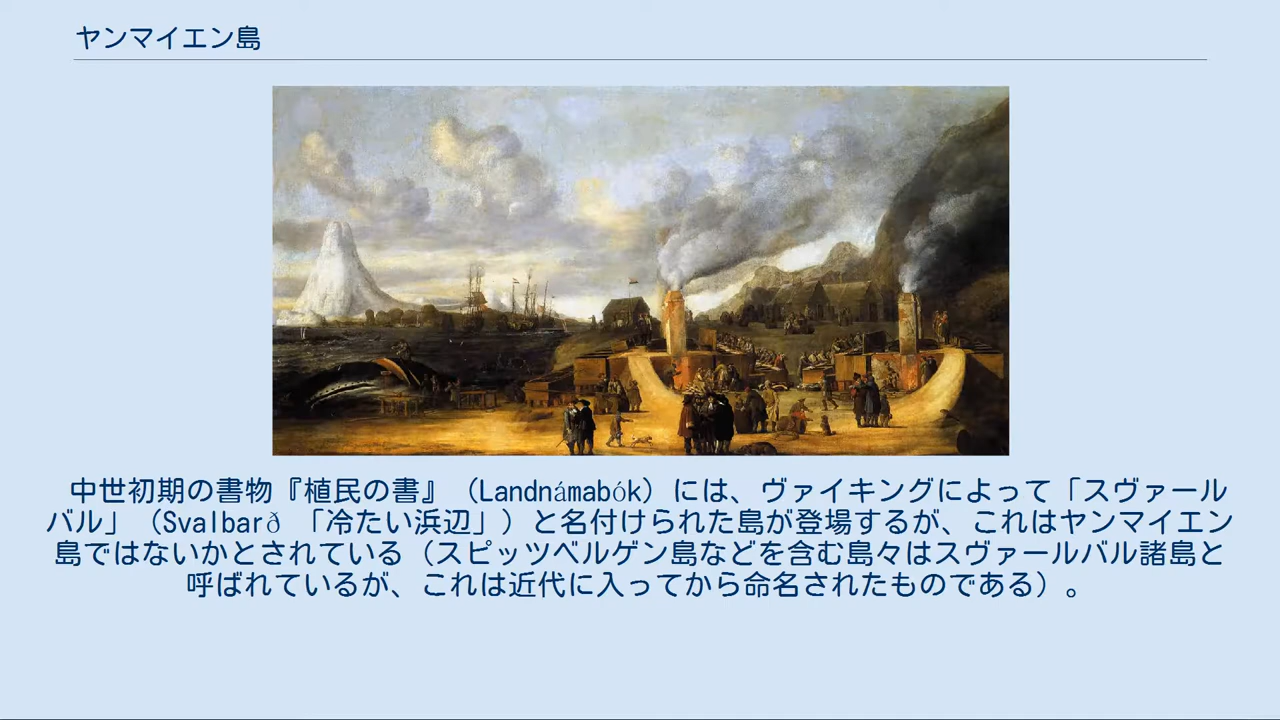 ヤンマイエン島
中世初期の書物『植民の書』（Landnámabók）には、ヴァイキングによって「スヴァール
バル」（Svalbarð 「冷たい浜辺」）と名付けられた島が登場するが、これはヤンマイエン
島ではないかとされている（スピッツベルゲン島などを含む島々はスヴァールバル諸島と
呼ばれているが、これは近代に入ってから命名されたものである）。